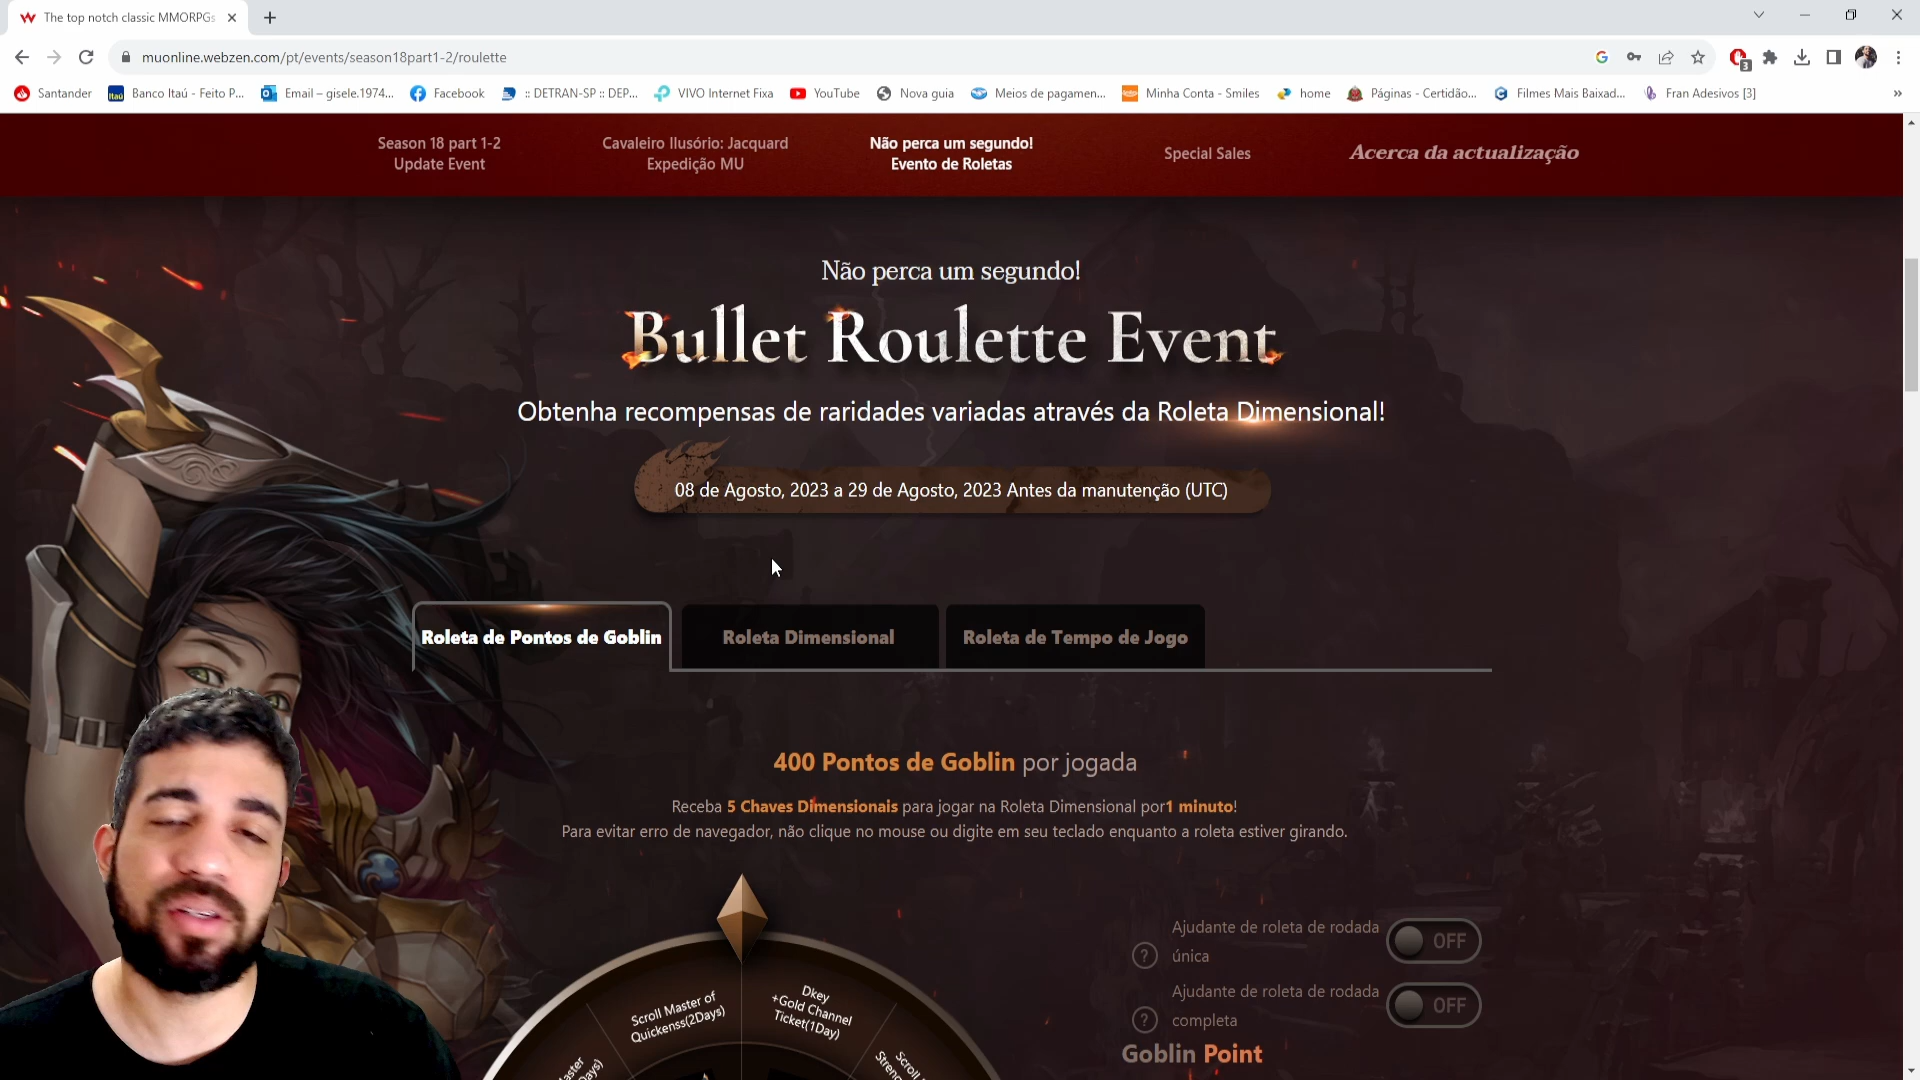 The top notch classic MMORPGs
muonline.webzen.com/pt/events/season18part1-2/roulette
3
Santander
Itaú
Banco Itaú - Feito P...
Email – gisele.1974...
Facebook
:: DETRAN-SP :: DEP...
VIVO Internet Fixa
YouTube
Nova guia
Meios de pagamen...
Minha Conta - Smiles
home
Páginas - Certidão...
Filmes Mais Baixad...
Fran Adesivos [3]
»
Season 18 part 1-2
Update Event
Cavaleiro Ilusório: Jacquard
Expedição MU
Não perca um segundo!
Evento de Roletas
Special Sales
Acerca da actualização
Não perca um segundo!
Bullet Roulette Event
Obtenha recompensas de raridades variadas através da Roleta Dimensional!
08 de Agosto, 2023 a 29 de Agosto, 2023 Antes da manutenção (UTC)
Roleta de Pontos de Goblin
Roleta Dimensional
Roleta de Tempo de Jogo
400 Pontos de Goblin por jogada
Receba 5 Chaves Dimensionais para jogar na Roleta Dimensional por1 minuto!
Para evitar erro de navegador, não clique no mouse ou digite em seu teclado enquanto a roleta estiver girando.
Ajudante de roleta de rodada
única
?
OFF
Ajudante de roleta de rodada
completa
?
OFF
Goblin Point
Scroll Master of
Quickenss(2Days)
Dkey
+Gold Channel
Ticket(1Day)
Scroll